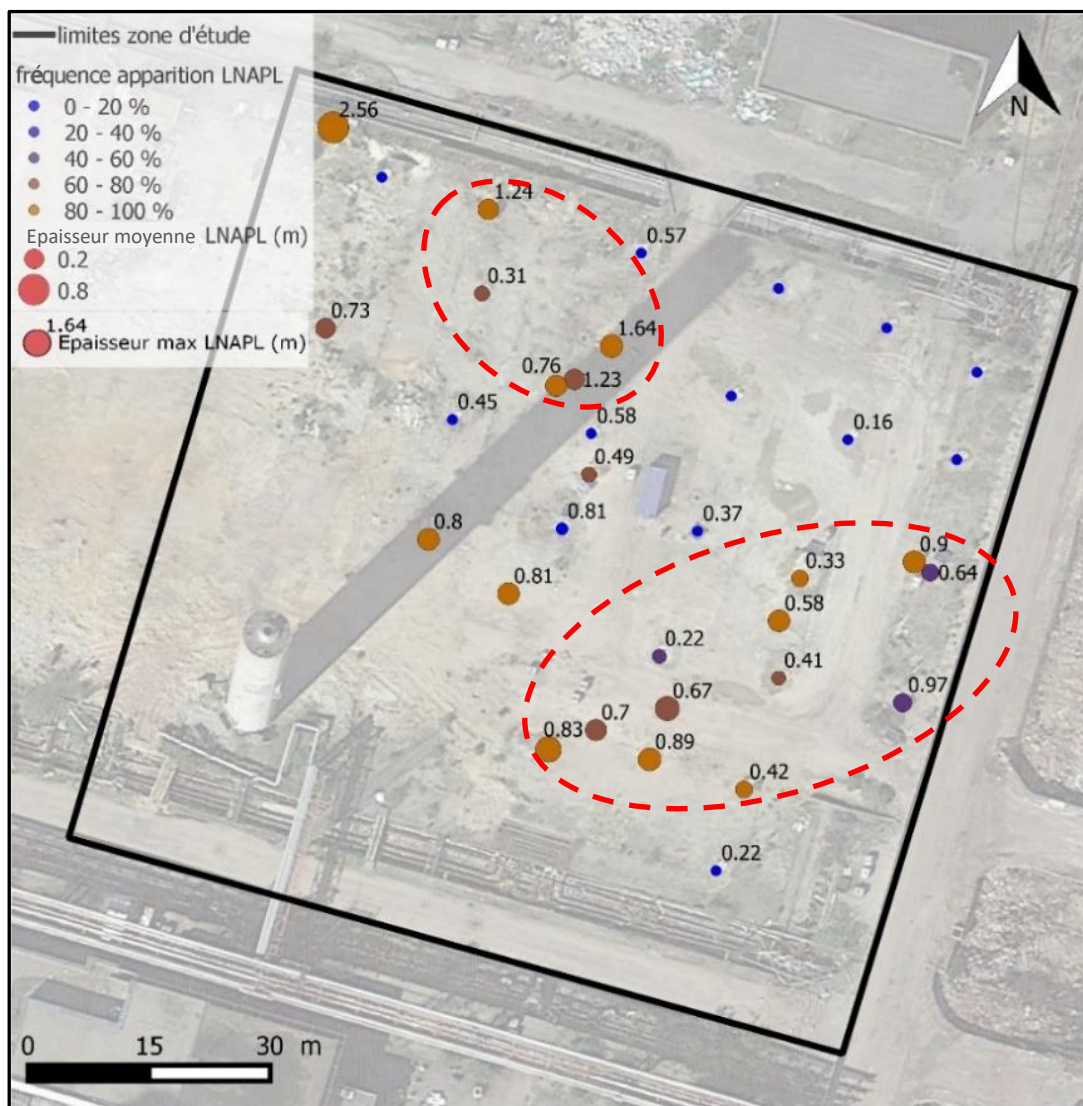 limites zone d'étude
fréquence apparition LNAPL
0 - 20 %
20 - 40 %
40 - 60 %
60 - 80 %
80 - 100 %
Epaisseur moyenne LNAPL (m)
0.2
0.8
1.64
Epaisseur max LNAPL (m)
N
2.56
1.24
0.57
0.31
0.73
1.64
0.76
1.23
0.45
0.58
0.16
0.49
0.81
0.37
0.8
0.9
0.33
0.64
0.81
0.58
0.22
0.41
0.67
0.97
0.7
0.83
0.89
0.42
0.22
0 15 30 m